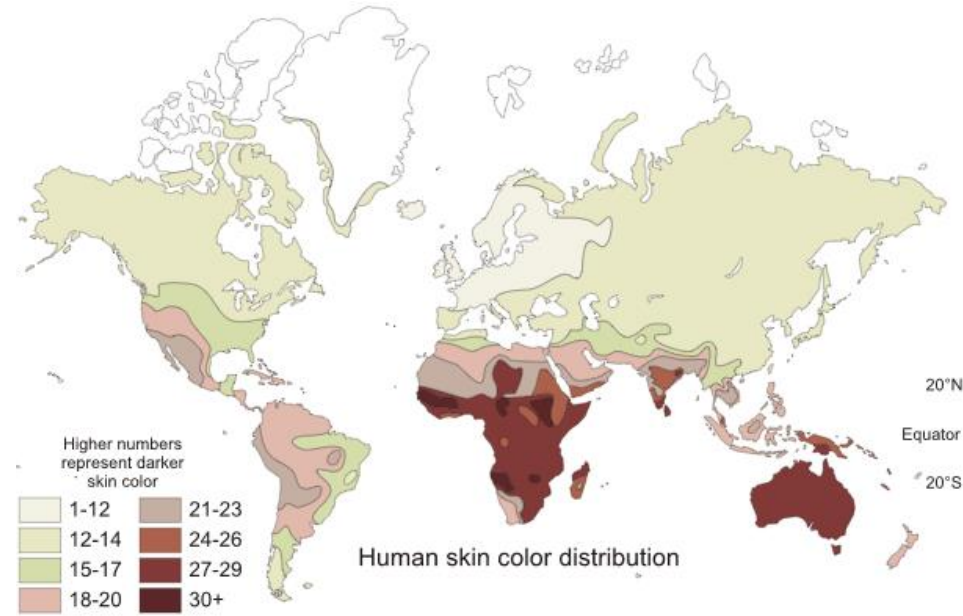 20°N
Equator
20°S
Higher numbers
represent darker
skin color
1-12
12-14
15-17
18-20
21-23
24-26
27-29
30+
Human skin color distribution